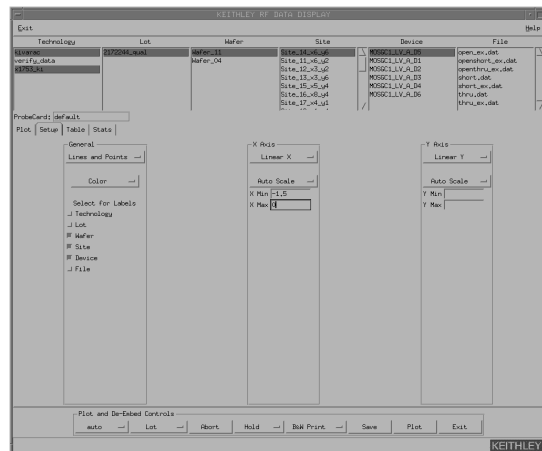 KEITHLEY RF DATA DISPLAY
Exit Help
Technology Lot Wafer Site Device File
kivarac 2172244_qual Wafer_11 Site_14_x6_y6 MOSGC1_LV_A_D5 open_ex.dat
verify_data Wafer_04 Site_11_x6_y2 MOSGC1_LV_A_D1 openshort_ex.dat
k1753_ki Site_12_x3_y2 MOSGC1_LV_A_D2 openthru_ex.dat
Site_13_x3_y6 MOSGC1_LV_A_D3 short.dat
Site_15_x5_y4 MOSGC1_LV_A_D4 short_ex.dat
Site_16_x8_y4 MOSGC1_LV_A_D6 thru.dat
Site_17_x4_y1 thru_ex.dat
ProbeCard: default
Plot Setup Table Stats
General X Axis Y Axis
Lines and Points Linear X Linear Y
Color Auto Scale Auto Scale
X Min -1.5 Y Min
Select for Labels X Max 0 Y Max
Technology
Lot
Wafer
Site
Device
File
Plot and De-Embed Controls
auto Lot Abort Hold B&W Print Save Plot Exit
KEITHLEY